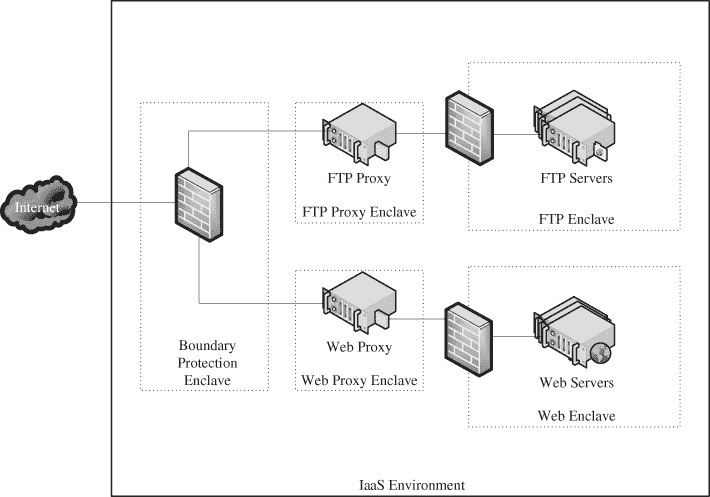 Internet
Boundary
Protection
Enclave
FTP Proxy
FTP Proxy Enclave
FTP Servers
FTP Enclave
Web Proxy
Web Proxy Enclave
Web Servers
Web Enclave
IaaS Environment